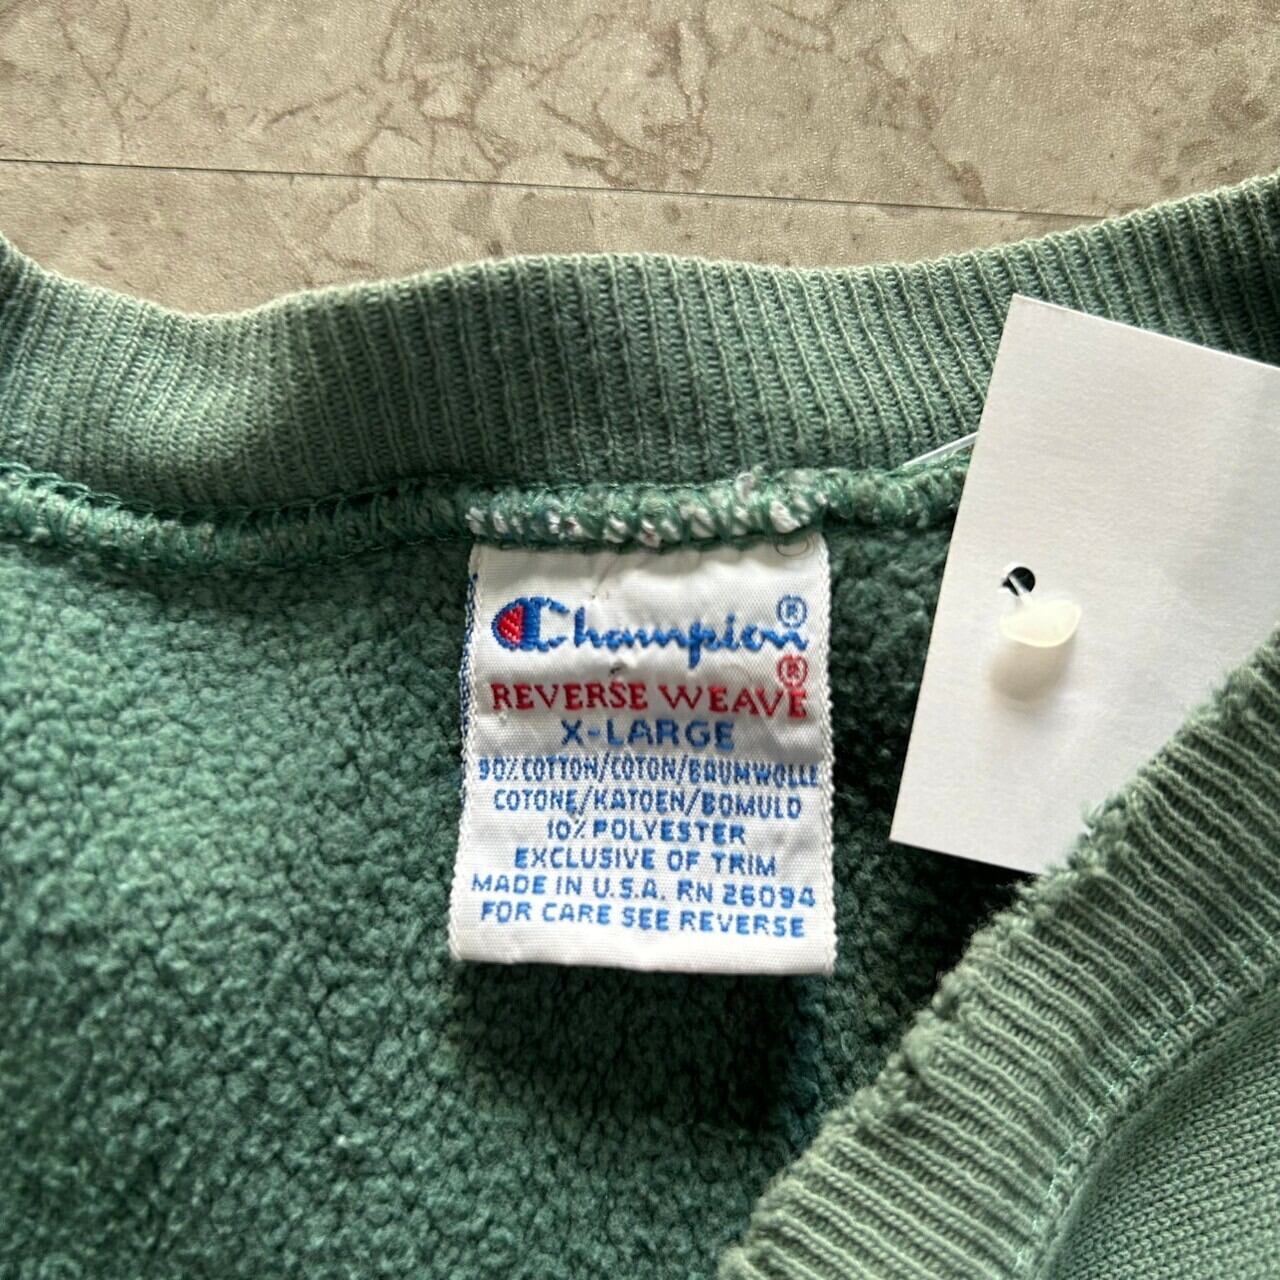 Champion®
REVERSE WEAVE®
X-LARGE
90% COTTON/COTON/BAUMWOLLE
COTONE/KATOEN/BOMULD
10% POLYESTER
EXCLUSIVE OF TRIM
MADE IN U.S.A. RN 26094
FOR CARE SEE REVERSE